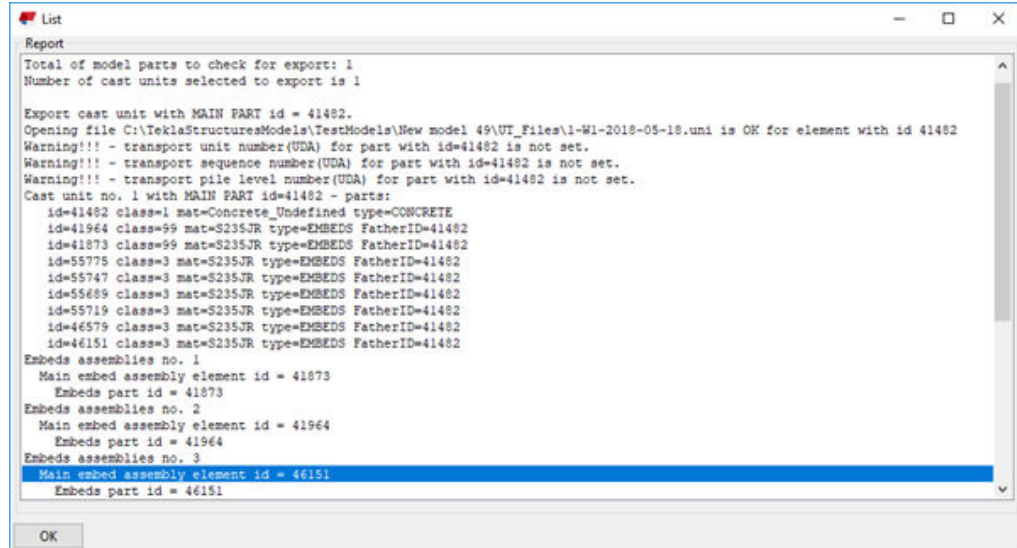 List
Report
Total of model parts to check for export: 1
Number of cast units selected to export is 1
Export cast unit with MAIN PART id = 41482.
Opening file C:\TeklaStructuresModels\TestModels\New model 49\UT_Files\1-W1-2018-05-18.uni is OK for element with id 41482
Warning!!! - transport unit number(UDA) for part with id=41482 is not set.
Warning!!! - transport sequence number(UDA) for part with id=41482 is not set.
Warning!!! - transport pile level number(UDA) for part with id=41482 is not set.
Cast unit no. 1 with MAIN PART id=41482 - parts:
id=41482 class=1 mat=Concrete_Undefined type=CONCRETE
id=41964 class=99 mat=S235JR type=EMBEDS FatherID=41482
id=41873 class=99 mat=S235JR type=EMBEDS FatherID=41482
id=55775 class=3 mat=S235JR type=EMBEDS FatherID=41482
id=55747 class=3 mat=S235JR type=EMBEDS FatherID=41482
id=55689 class=3 mat=S235JR type=EMBEDS FatherID=41482
id=55719 class=3 mat=S235JR type=EMBEDS FatherID=41482
id=46579 class=3 mat=S235JR type=EMBEDS FatherID=41482
id=46151 class=3 mat=S235JR type=EMBEDS FatherID=41482
Embeds assemblies no. 1
Main embed assembly element id = 41873
Embeds part id = 41873
Embeds assemblies no. 2
Main embed assembly element id = 41964
Embeds part id = 41964
Embeds assemblies no. 3
Main embed assembly element id = 46151
Embeds part id = 46151
OK